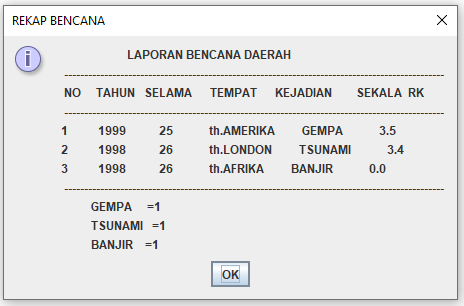 REKAP BENCANA
LAPORAN BENCANA DAERAH
NO TAHUN SELAMA TEMPAT KEJADIAN SEKALA RK
1 1999 25 th.AMERIKA GEMPA 3.5
2 1998 26 th.LONDON TSUNAMI 3.4
3 1998 26 th.AFRIKA BANJIR 0.0
GEMPA =1
TSUNAMI =1
BANJIR =1
OK